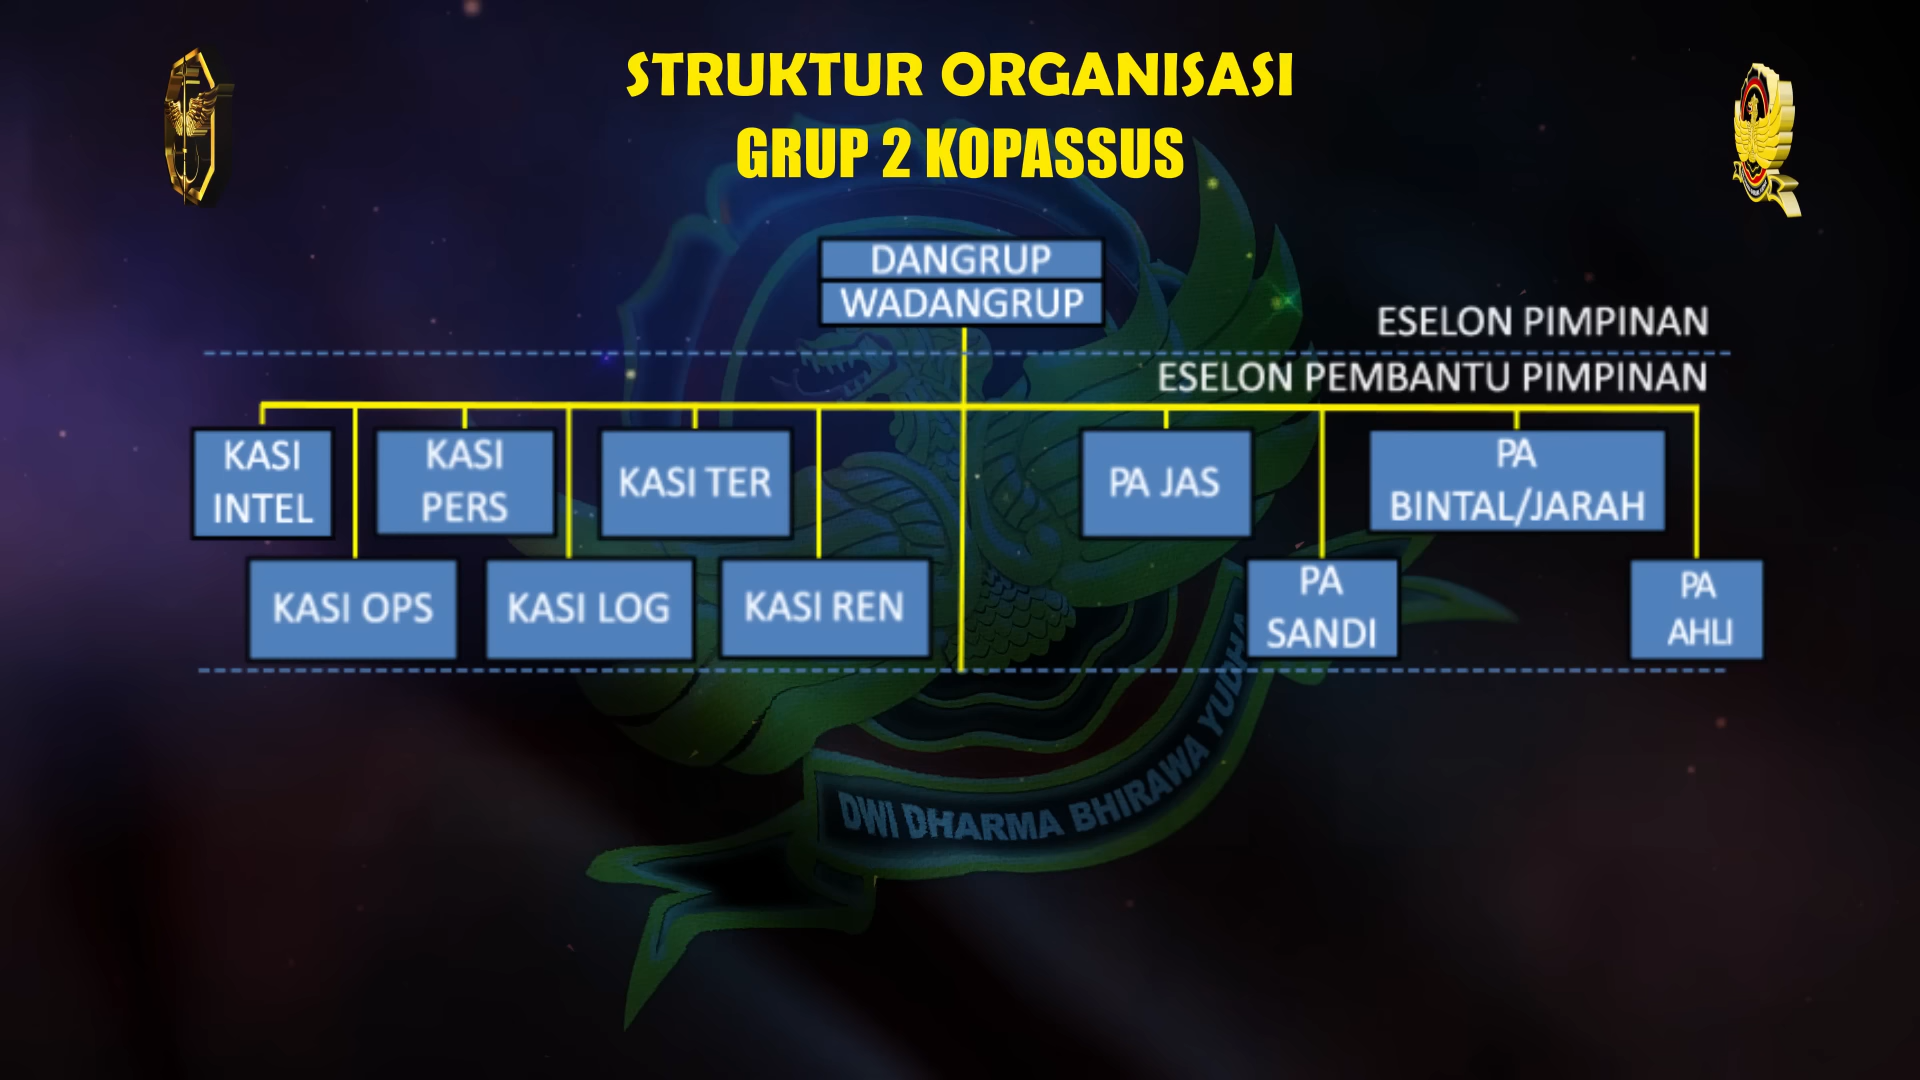 STRUKTUR ORGANISASI
GRUP 2 KOPASSUS
DANGRUP
WADANGRUP
ESELON PIMPINAN
ESELON PEMBANTU PIMPINAN
KASI
INTEL
KASI
PERS
KASI TER
PA JAS
PA
BINTAL/JARAH
KASI OPS
KASI LOG
KASI REN
PA
SANDI
PA
AHLI
DWI DHARMA BHIRAWA YUDHA